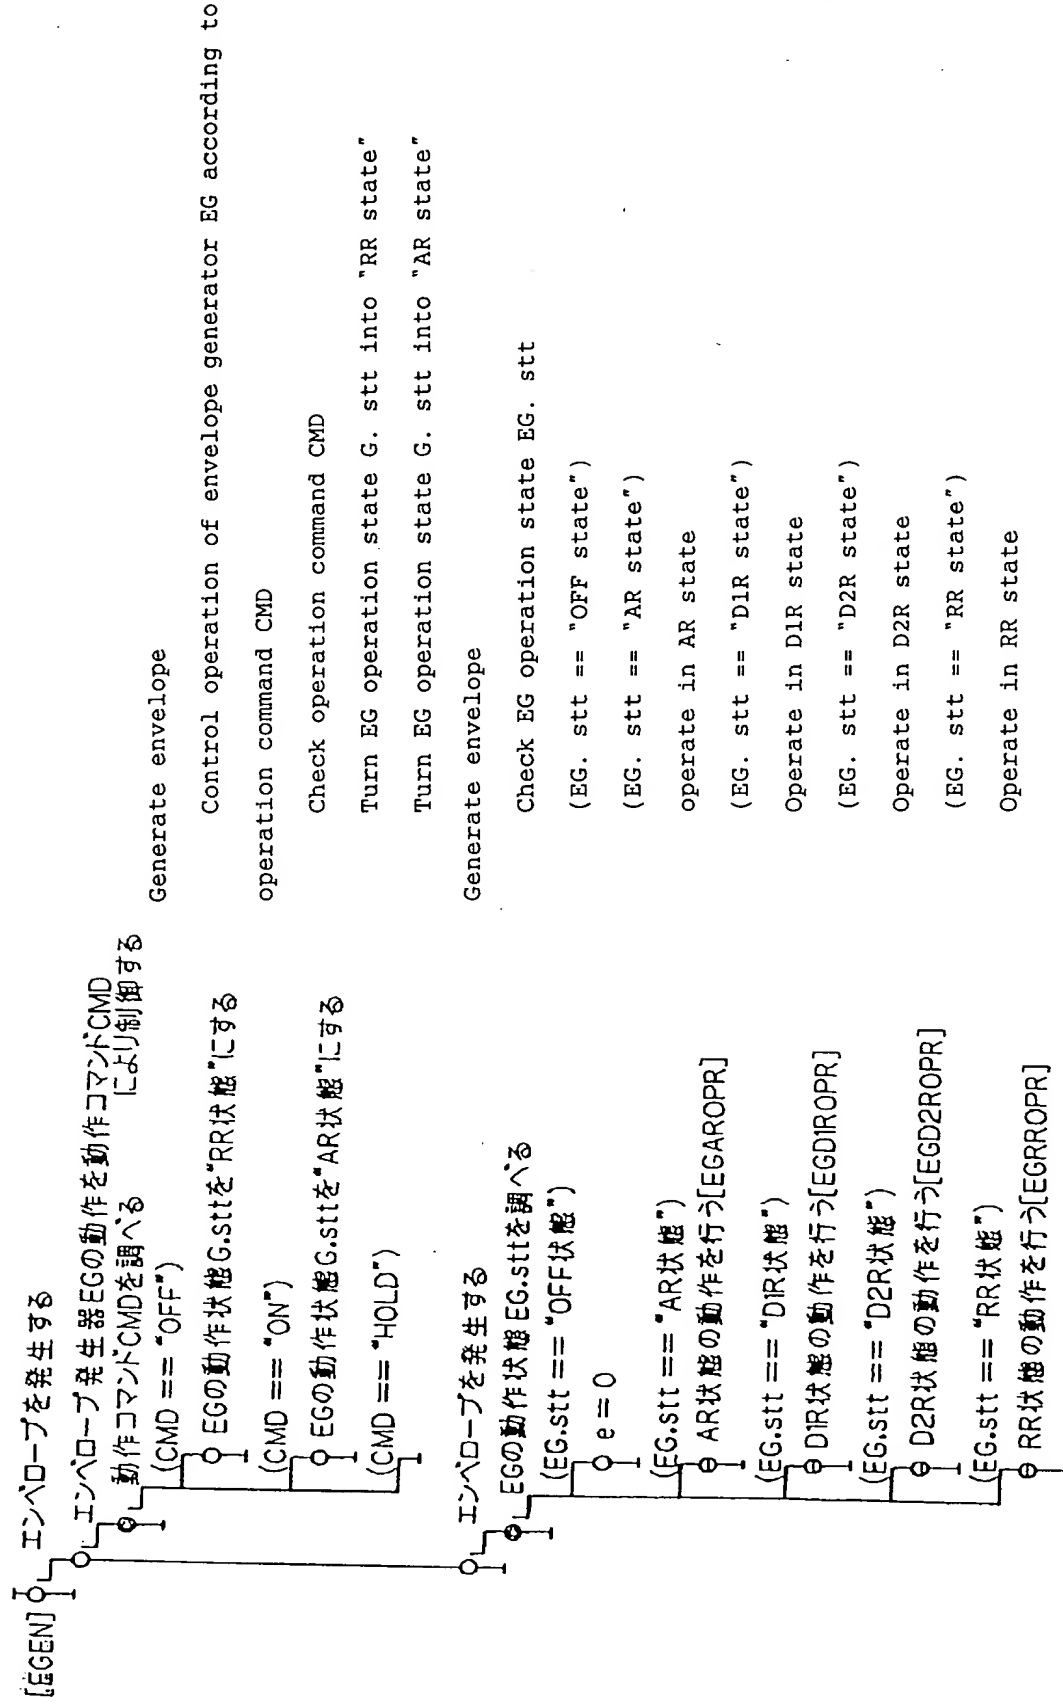 [EGEN] エンベロープを発生する
エンベロープ発生器EGの動作を動作コマンドCMD
により制御する
動作コマンドCMDを調べる
(CMD == "OFF")
EGの動作状態G.sttを"RR状態"にする
(CMD == "ON")
EGの動作状態G.sttを"AR状態"にする
(CMD == "HOLD")
エンベロープを発生する
EGの動作状態EG.sttを調べる
(EG.stt == "OFF状態")
e = 0
(EG.stt == "AR状態")
AR状態の動作を行う[EGAROPR]
(EG.stt == "D1R状態")
D1R状態の動作を行う[EGD1ROPR]
(EG.stt == "D2R状態")
D2R状態の動作を行う[EGD2ROPR]
(EG.stt == "RR状態")
RR状態の動作を行う[EGRROPR]
Generate envelope
Control operation of envelope generator EG according to
operation command CMD
Check operation command CMD
Turn EG operation state G. stt into "RR state"
Turn EG operation state G. stt into "AR state"
Generate envelope
Check EG operation state EG. stt
(EG. stt == "OFF state")
(EG. stt == "AR state")
Operate in AR state
(EG. stt == "D1R state")
Operate in D1R state
(EG. stt == "D2R state")
Operate in D2R state
(EG. stt == "RR state")
Operate in RR state